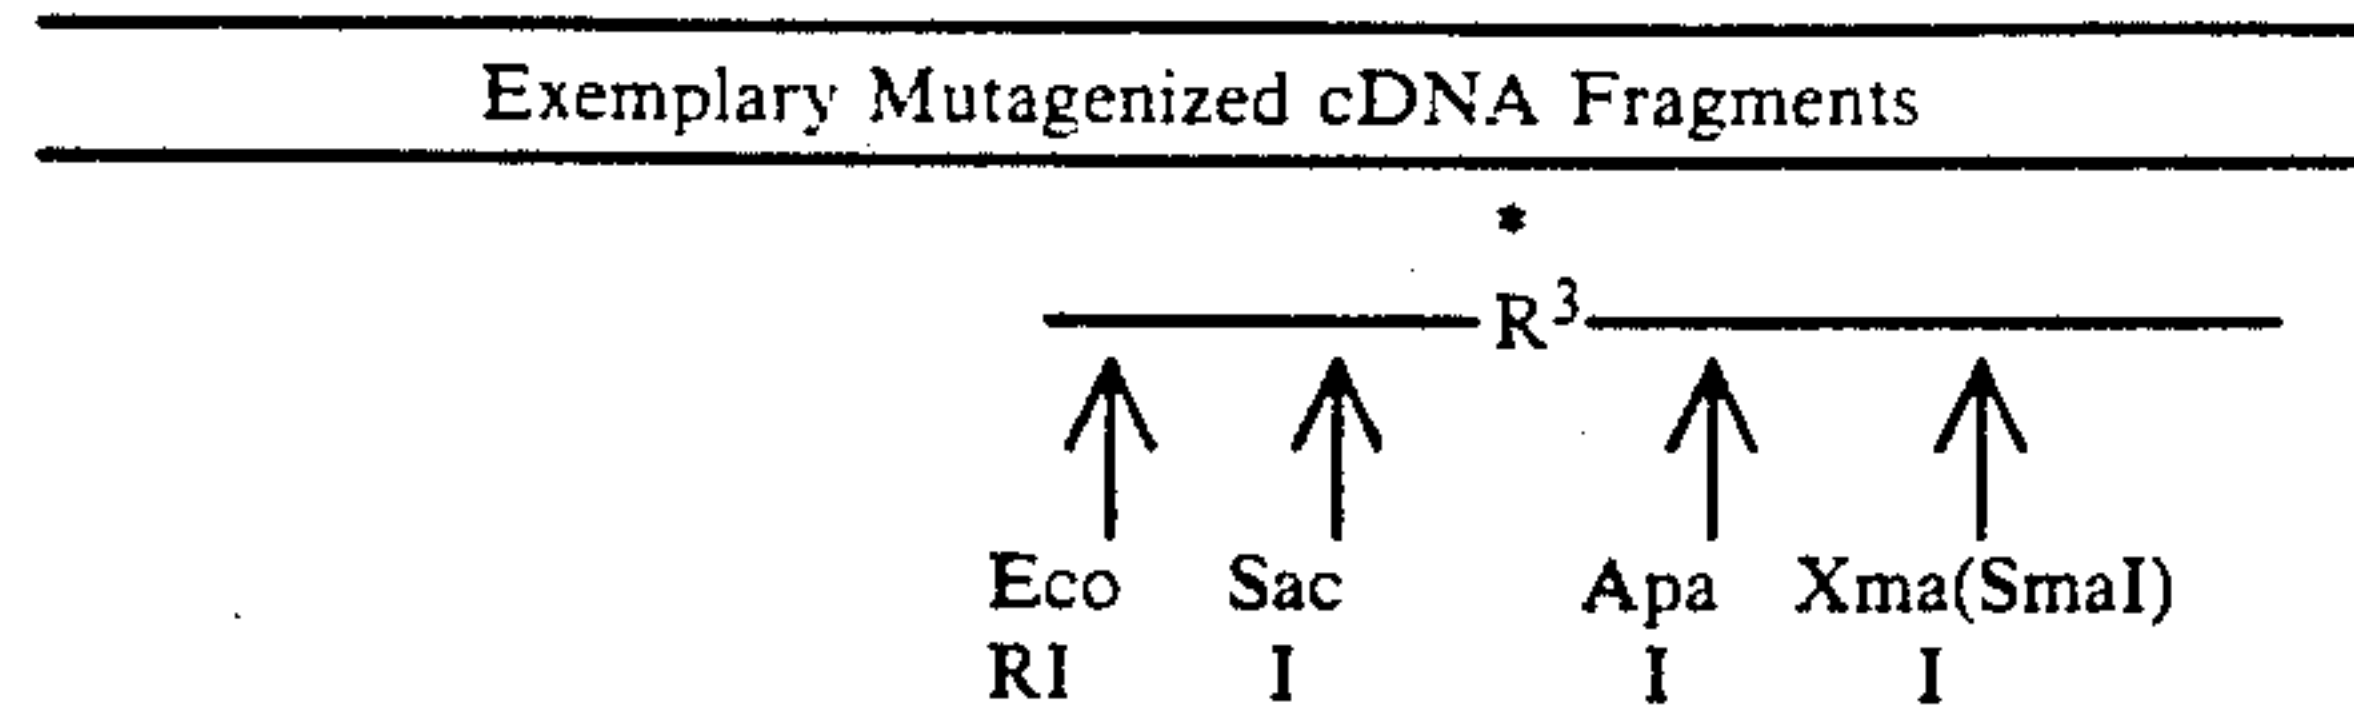 Exemplary Mutagenized cDNA Fragments
*
R³
Eco Sac Apa Xma(SmaI)
RI I I I